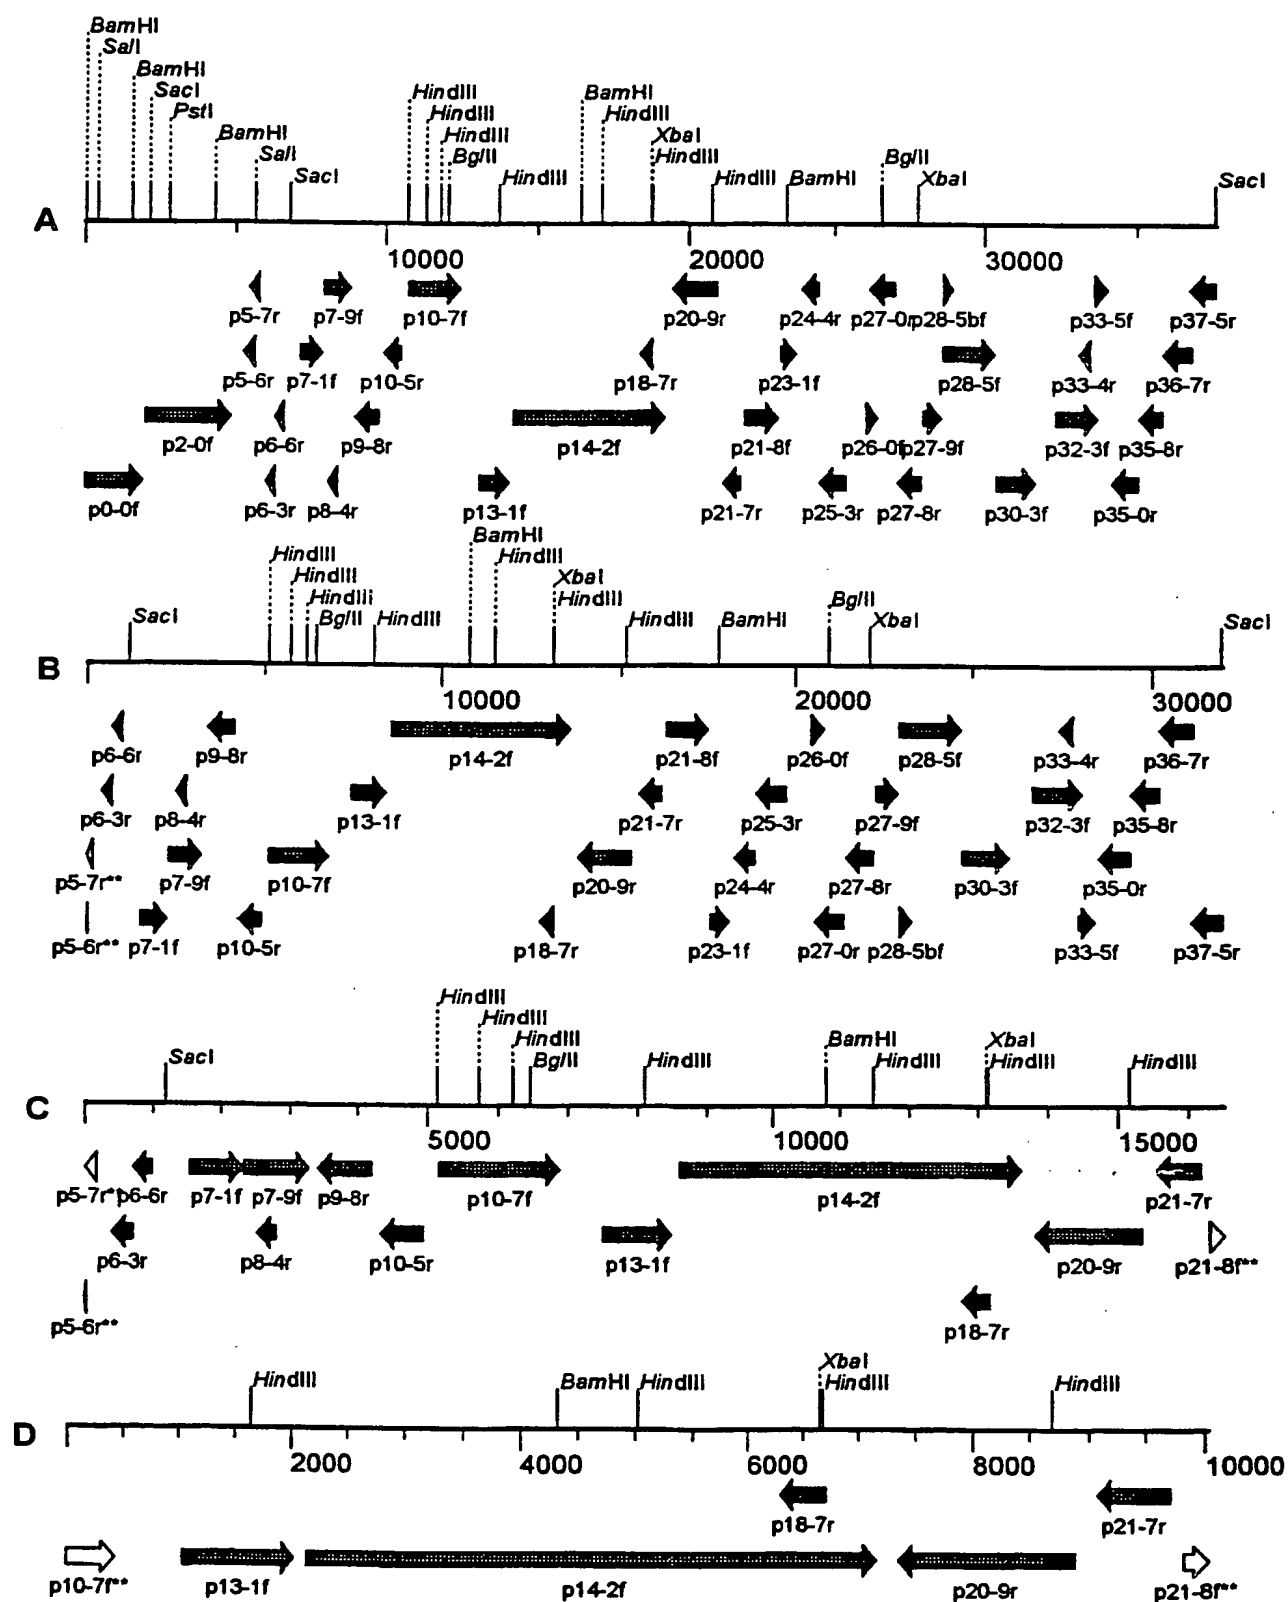 BamHI
SalI
BamHI
SacI
PstI
HindIII
BamHI
HindIII
HindIII
BamHI
HindIII
XbaI
SalI
BglII
HindIII
BglII
SacI
HindIII
HindIII
BamHI
XbaI
SacI
A
10000 20000 30000
p5-7r p7-9f p10-7f p20-9r p24-4r p27-0r p28-5bf p33-5f p37-5r
p5-6r p7-1f p10-5r p18-7r p23-1f p28-5f p33-4r p36-7r
p2-0f p6-6r p9-8r p14-2f p21-8f p26-0f p27-9f p32-3f p35-8r
p0-0f p6-3r p8-4r p13-1f p21-7r p25-3r p27-8r p30-3f p35-0r
BamHI
HindIII HindIII
HindIII XbaI
HindIII HindIII BglII
SacI BglII HindIII HindIII BamHI XbaI SacI
B
10000 20000 30000
p6-6r p9-8r p14-2f p21-8f p26-0f p28-5f p33-4r p36-7r
p6-3r p8-4r p13-1f p21-7r p25-3r p27-9f p32-3f p35-8r
p5-7r** p7-9f p10-7f p20-9r p24-4r p27-8r p30-3f p35-0r
p5-6r** p7-1f p10-5r p18-7r p23-1f p27-0r p28-5bf p33-5f p37-5r
HindIII
HindIII
HindIII BamHI XbaI
SacI BglII HindIII HindIII HindIII HindIII
C
5000 10000 15000
p5-7r* p6-6r p7-1f p7-9f p9-8r p10-7f p14-2f p21-7r
p6-3r p8-4r p10-5r p13-1f p20-9r p21-8f**
p5-6r** p18-7r
XbaI
HindIII BamHI HindIII HindIII HindIII
D
2000 4000 6000 8000 10000
p18-7r p21-7r
p10-7f** p13-1f p14-2f p20-9r p21-8f**